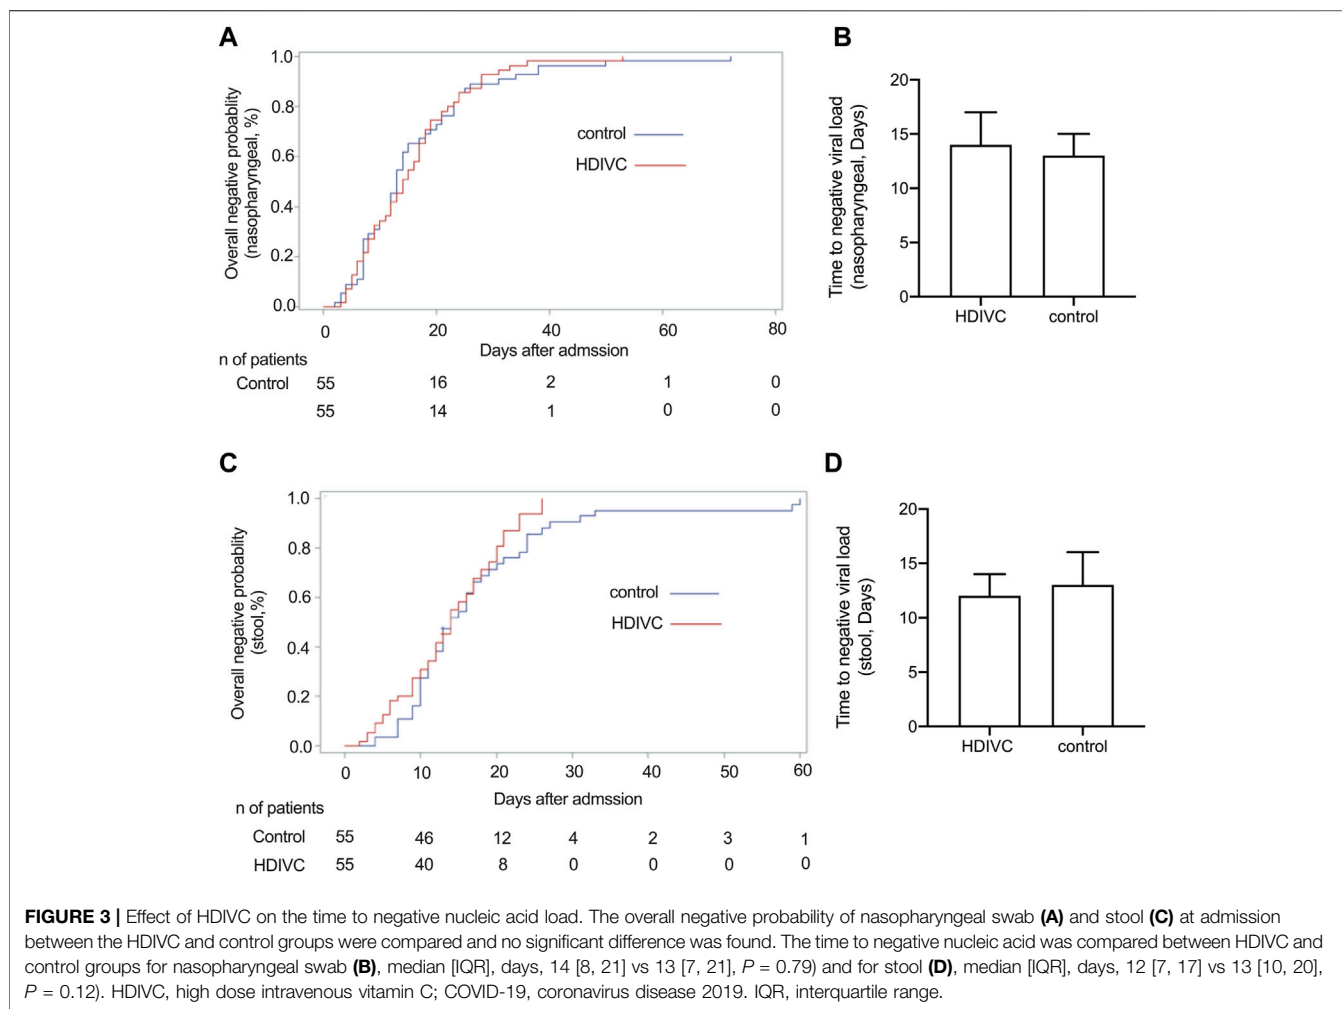 A
Overall negative probablity
(nasopharyngeal, %)
1.0
0.8
0.6
0.4
0.2
0.0
control
HDIVC
0 20 40 60 80
Days after admssion
n of patients
Control 55 16 2 1 0
55 14 1 0 0
B
Time to negative viral load
(nasopharyngeal, Days)
20
15
10
5
0
HDIVC control
C
Overall negative probablity
(stool,%)
1.0
0.8
0.6
0.4
0.2
0.0
control
HDIVC
0 10 20 30 40 50 60
Days after admssion
n of patients
Control 55 46 12 4 2 3 1
HDIVC 55 40 8 0 0 0 0
D
Time to negative viral load
(stool, Days)
20
15
10
5
0
HDIVC control
FIGURE 3 | Effect of HDIVC on the time to negative nucleic acid load. The overall negative probability of nasopharyngeal swab (A) and stool (C) at admission
between the HDIVC and control groups were compared and no significant difference was found. The time to negative nucleic acid was compared between HDIVC and
control groups for nasopharyngeal swab (B), median [IQR], days, 14 [8, 21] vs 13 [7, 21], P = 0.79) and for stool (D), median [IQR], days, 12 [7, 17] vs 13 [10, 20],
P = 0.12). HDIVC, high dose intravenous vitamin C; COVID-19, coronavirus disease 2019. IQR, interquartile range.